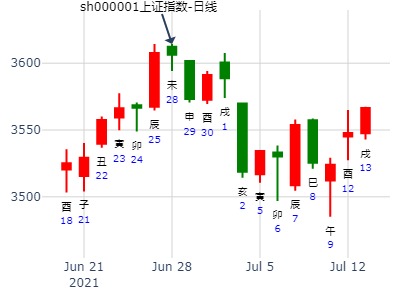 sh000001上证指数-日线
3600
3550
3500
酉
18
子
21
丑
22
寅
23
卯
24
辰
25
未
28
申
29
酉
30
戌
1
亥
2
寅
5
卯
6
辰
7
巳
8
午
9
酉
12
戌
13
Jun 21
2021
Jun 28
Jul 5
Jul 12